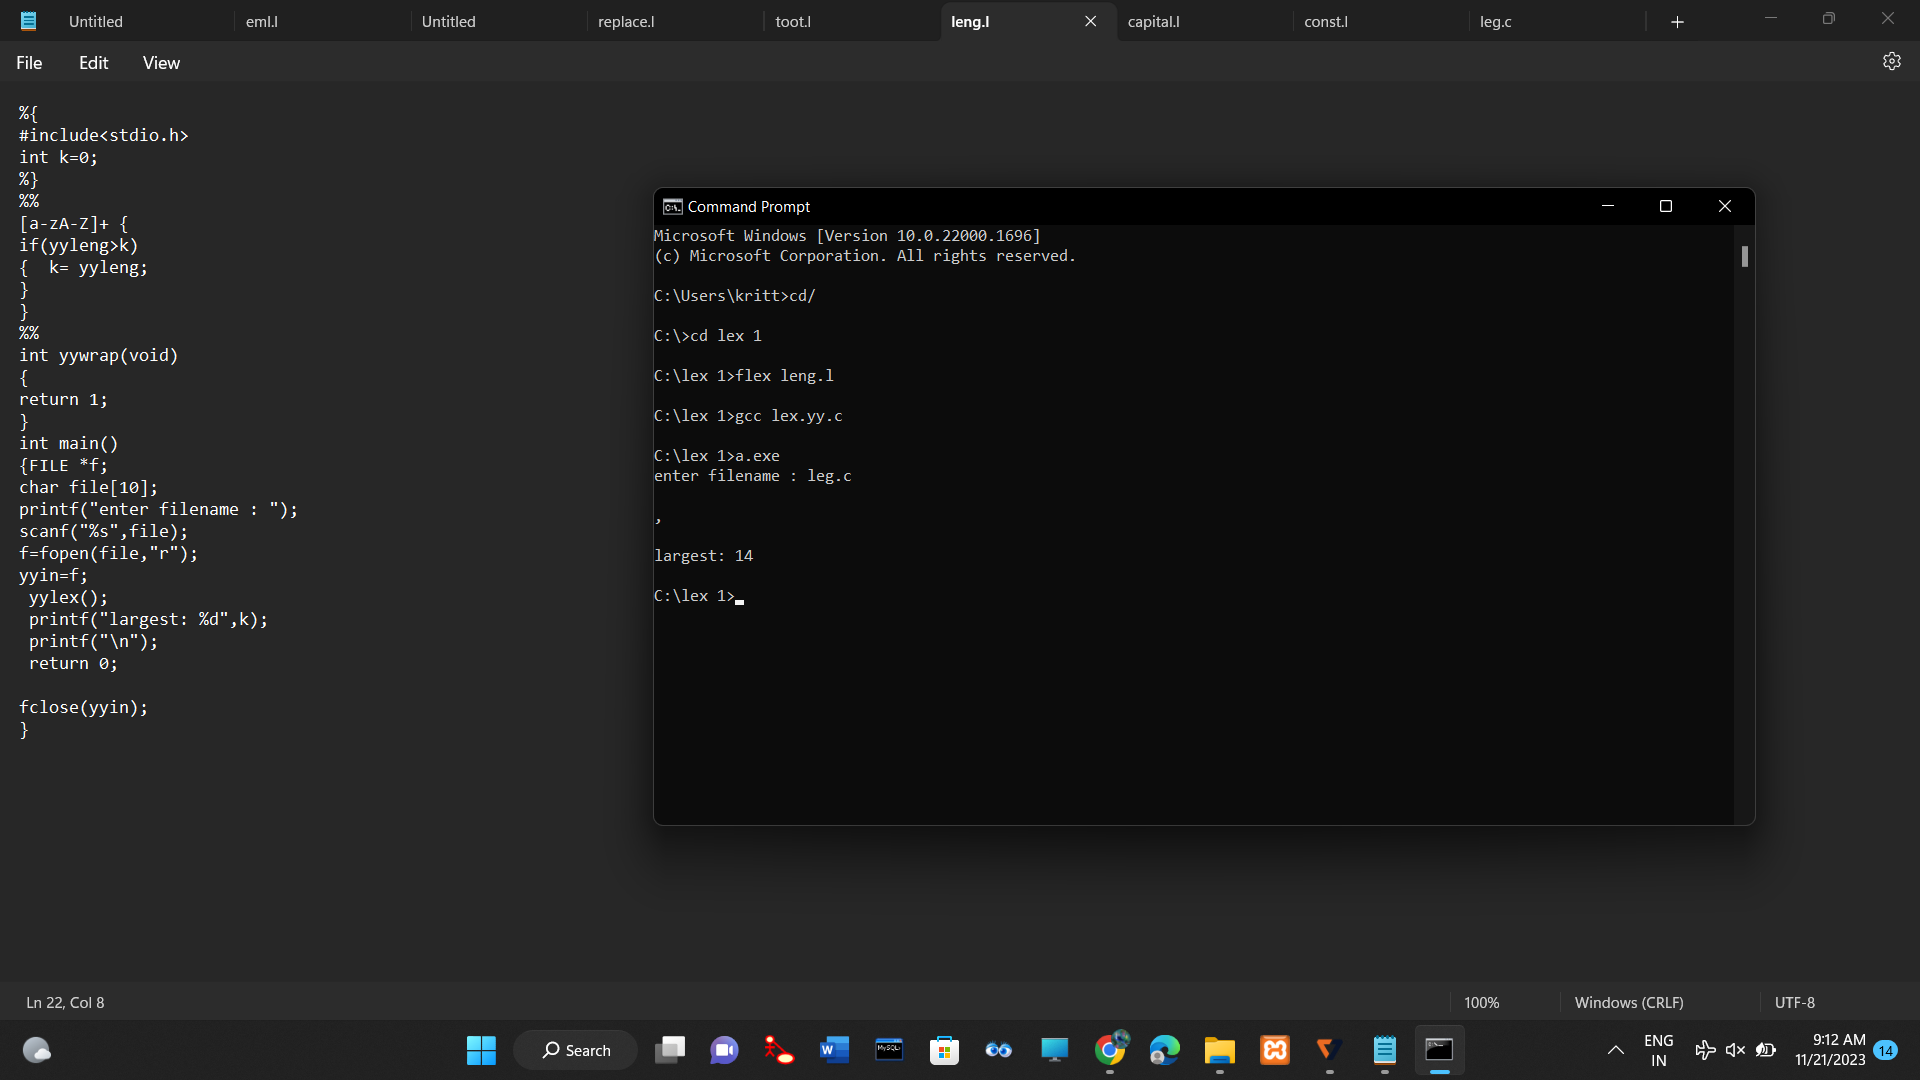 Untitled
eml.l
Untitled
replace.l
toot.l
leng.l
capital.l
const.l
leg.c
File
Edit
View
%{
#include<stdio.h>
int k=0;
%}
%%
[a-zA-Z]+ {
if(yyleng>k)
{  k= yyleng;
}
}
%%
int yywrap(void)
{
return 1;
}
int main()
{FILE *f;
char file[10];
printf("enter filename : ");
scanf("%s",file);
f=fopen(file,"r");
yyin=f;
 yylex();
 printf("largest: %d",k);
 printf("\n");
 return 0;
fclose(yyin);
}
Command Prompt
Microsoft Windows [Version 10.0.22000.1696]
(c) Microsoft Corporation. All rights reserved.
C:\Users\kritt>cd/
C:\>cd lex 1
C:\lex 1>flex leng.l
C:\lex 1>gcc lex.yy.c
C:\lex 1>a.exe
enter filename : leg.c
,
largest: 14
C:\lex 1>
Ln 22, Col 8
100%
Windows (CRLF)
UTF-8
Search
W
MySQL
ENG
IN
9:12 AM
11/21/2023
14